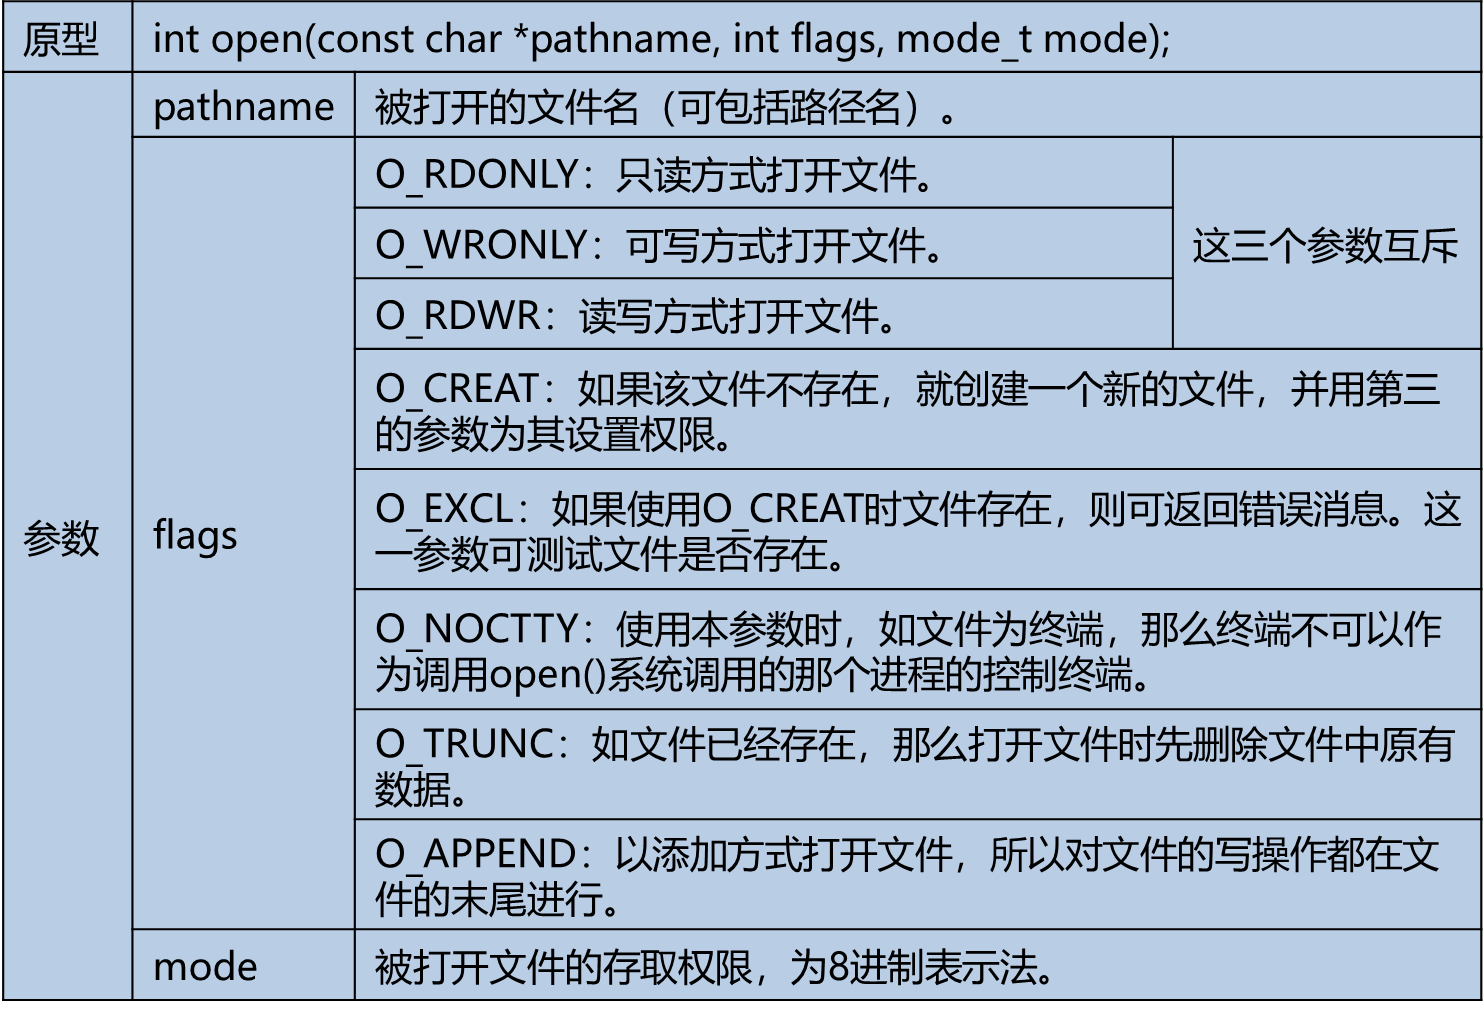 原型
int open(const char *pathname, int flags, mode_t mode);
参数
pathname
被打开的文件名（可包括路径名）。
flags
O_RDONLY：只读方式打开文件。
O_WRONLY：可写方式打开文件。
O_RDWR：读写方式打开文件。
这三个参数互斥
O_CREAT：如果该文件不存在，就创建一个新的文件，并用第三
的参数为其设置权限。
O_EXCL：如果使用O_CREAT时文件存在，则可返回错误消息。这
一参数可测试文件是否存在。
O_NOCTTY：使用本参数时，如文件为终端，那么终端不可以作
为调用open()系统调用的那个进程的控制终端。
O_TRUNC：如文件已经存在，那么打开文件时先删除文件中原有
数据。
O_APPEND：以添加方式打开文件，所以对文件的写操作都在文
件的末尾进行。
mode
被打开文件的存取权限，为8进制表示法。